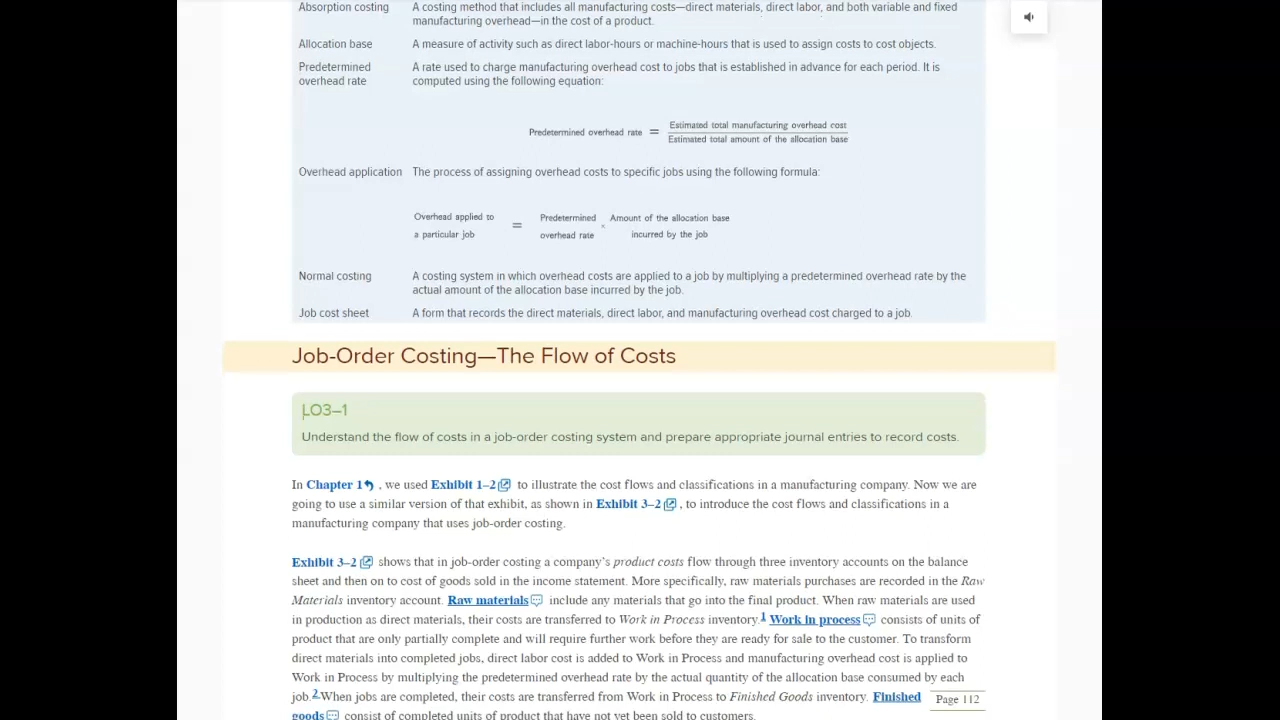 Absorption costing A costing method that includes all manufacturing costs—direct materials, direct labor, and both variable and fixed
manufacturing overhead—in the cost of a product.
Allocation base A measure of activity such as direct labor-hours or machine-hours that is used to assign costs to cost objects.
Predetermined A rate used to charge manufacturing overhead cost to jobs that is established in advance for each period. It is
overhead rate computed using the following equation:
Predetermined overhead rate = Estimated total manufacturing overhead cost
Estimated total amount of the allocation base
Overhead application The process of assigning overhead costs to specific jobs using the following formula:
Overhead applied to = Predetermined × Amount of the allocation base
a particular job overhead rate incurred by the job
Normal costing A costing system in which overhead costs are applied to a job by multiplying a predetermined overhead rate by the
actual amount of the allocation base incurred by the job.
Job cost sheet A form that records the direct materials, direct labor, and manufacturing overhead cost charged to a job.
Job-Order Costing—The Flow of Costs
LO3–1
Understand the flow of costs in a job-order costing system and prepare appropriate journal entries to record costs.
In Chapter 1 , we used Exhibit 1–2 to illustrate the cost flows and classifications in a manufacturing company. Now we are
going to use a similar version of that exhibit, as shown in Exhibit 3–2 , to introduce the cost flows and classifications in a
manufacturing company that uses job-order costing.
Exhibit 3–2 shows that in job-order costing a company's product costs flow through three inventory accounts on the balance
sheet and then on to cost of goods sold in the income statement. More specifically, raw materials purchases are recorded in the Raw
Materials inventory account. Raw materials include any materials that go into the final product. When raw materials are used
in production as direct materials, their costs are transferred to Work in Process inventory.1 Work in process consists of units of
product that are only partially complete and will require further work before they are ready for sale to the customer. To transform
direct materials into completed jobs, direct labor cost is added to Work in Process and manufacturing overhead cost is applied to
Work in Process by multiplying the predetermined overhead rate by the actual quantity of the allocation base consumed by each
job.2 When jobs are completed, their costs are transferred from Work in Process to Finished Goods inventory. Finished Page 112
goods consist of completed units of product that have not yet been sold to customers.